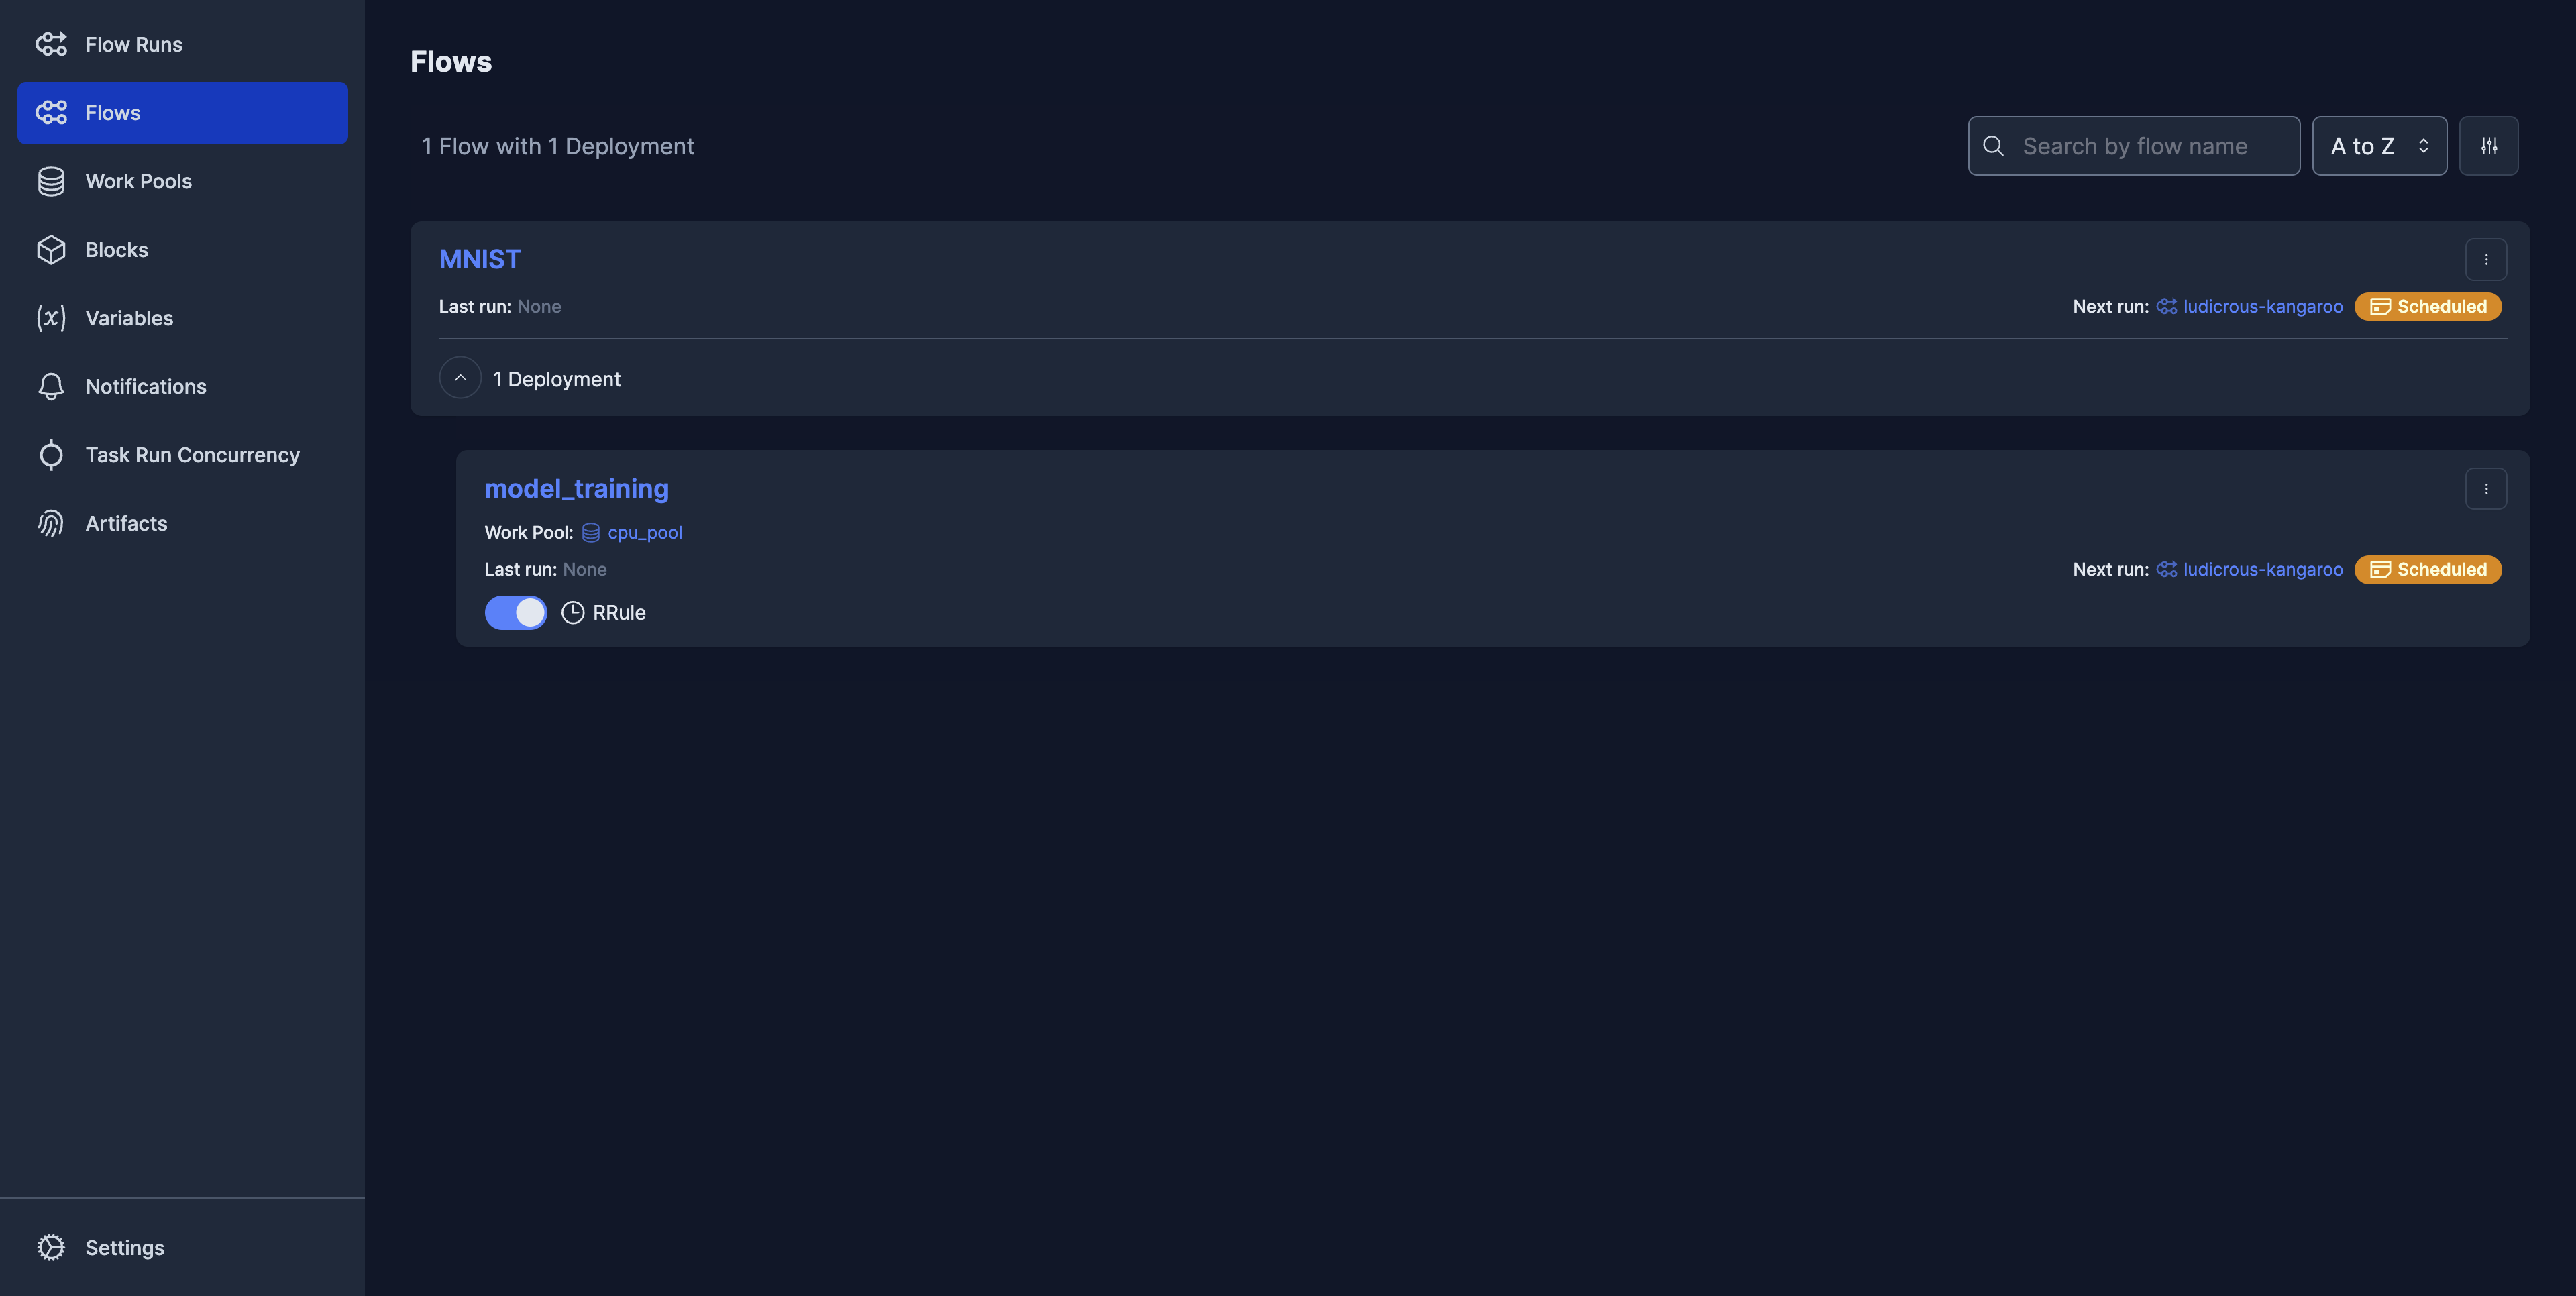 Flow Runs
Flows
Work Pools
Blocks
Variables
Notifications
Task Run Concurrency
Artifacts
Settings
Flows
1 Flow with 1 Deployment
Search by flow name
A to Z
MNIST
Last run: None
Next run: ludicrous-kangaroo Scheduled
1 Deployment
model_training
Work Pool: cpu_pool
Last run: None
Next run: ludicrous-kangaroo Scheduled
RRule